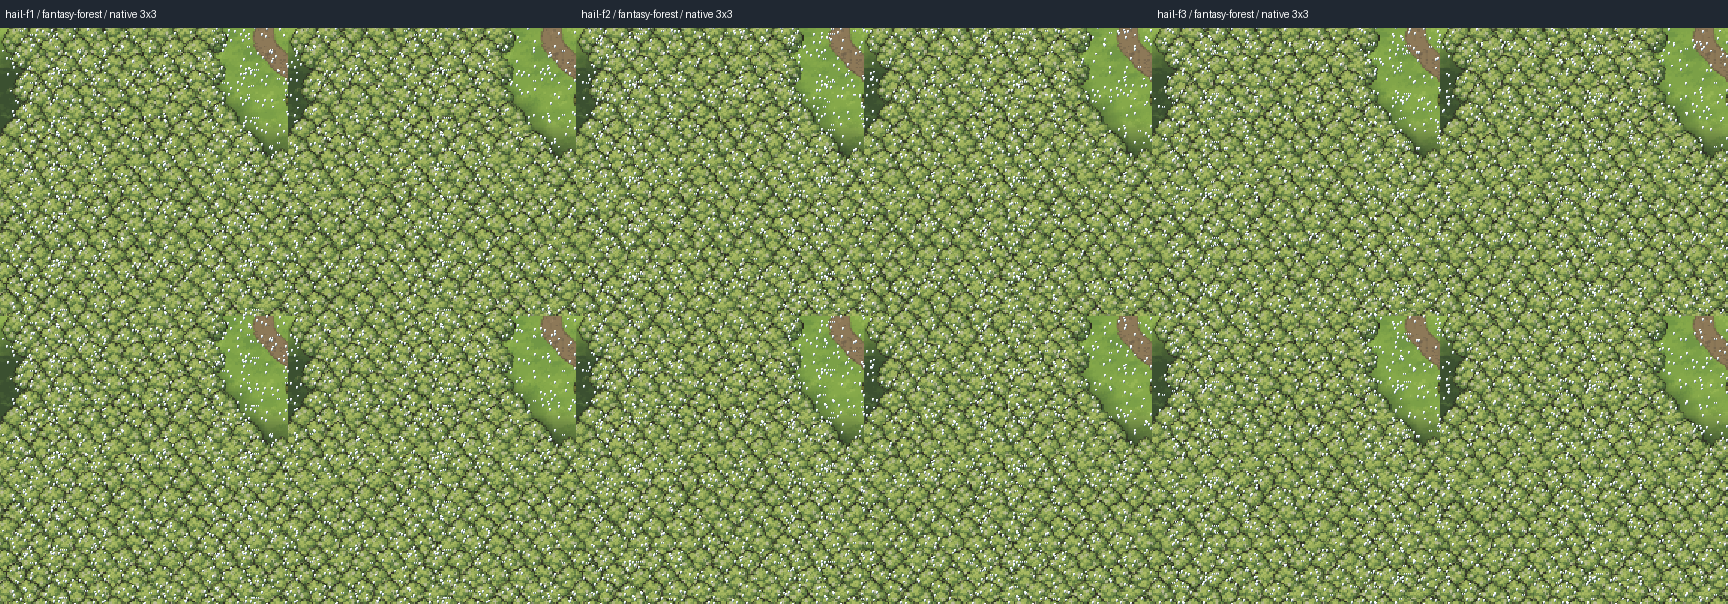 hail-f1 / fantasy-forest / native 3x3
hail-f2 / fantasy-forest / native 3x3
hail-f3 / fantasy-forest / native 3x3